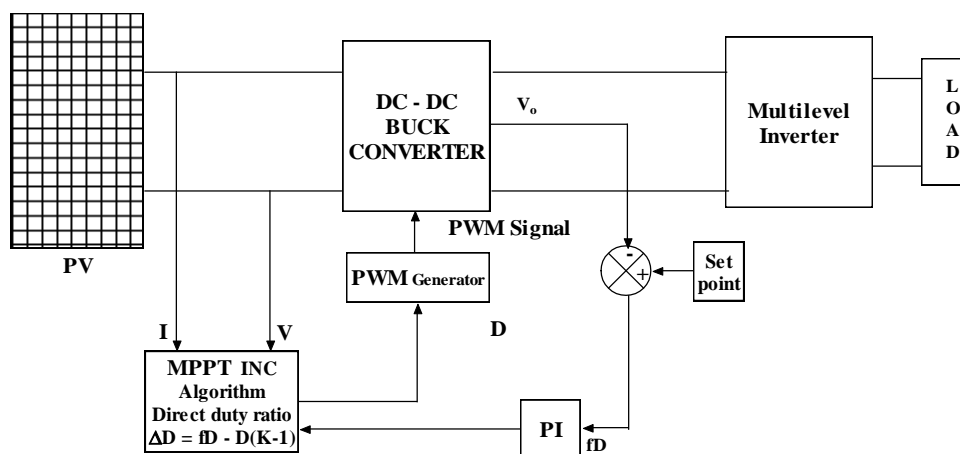 PV
DC - DC
BUCK
CONVERTER
Vₒ
Multilevel
Inverter
L
O
A
D
PWM Signal
PWM Generator
-
+
Set
point
I
V
D
MPPT INC
Algorithm
Direct duty ratio
ΔD = fD - D(K-1)
PI
fD